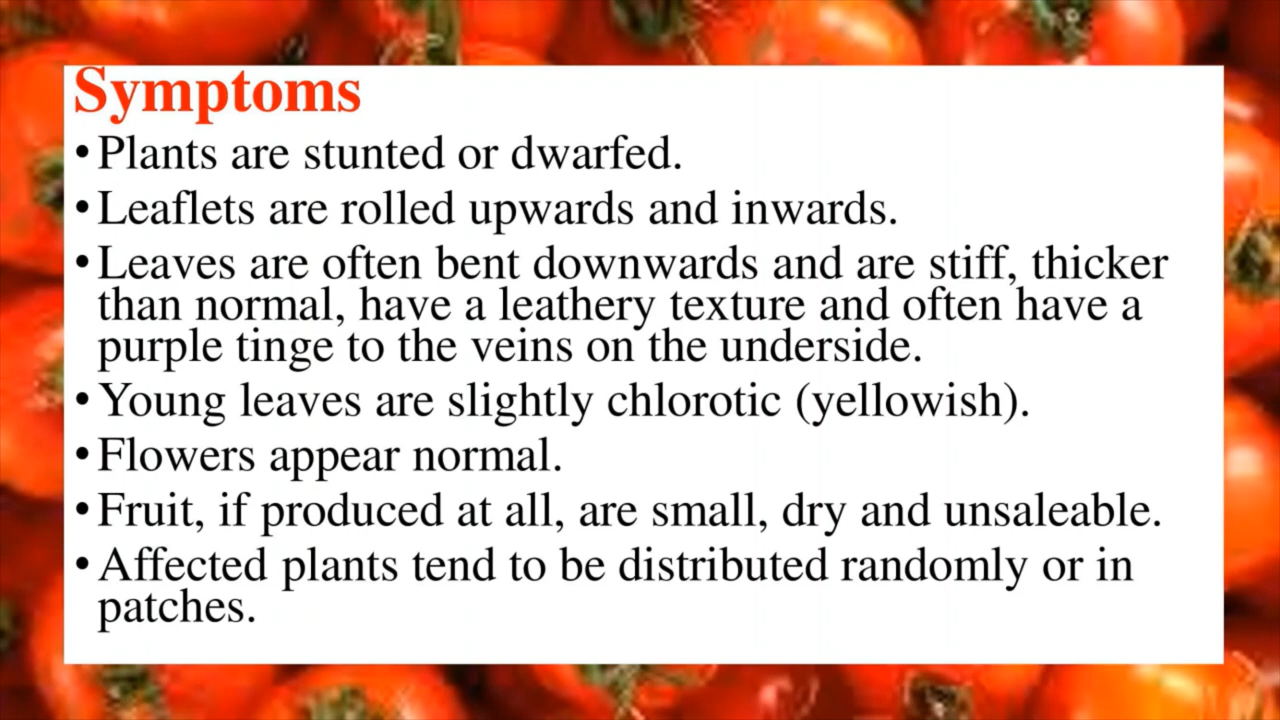 Symptoms
•Plants are stunted or dwarfed.
•Leaflets are rolled upwards and inwards.
•Leaves are often bent downwards and are stiff, thicker
than normal, have a leathery texture and often have a
purple tinge to the veins on the underside.
•Young leaves are slightly chlorotic (yellowish).
•Flowers appear normal.
•Fruit, if produced at all, are small, dry and unsaleable.
•Affected plants tend to be distributed randomly or in
patches.